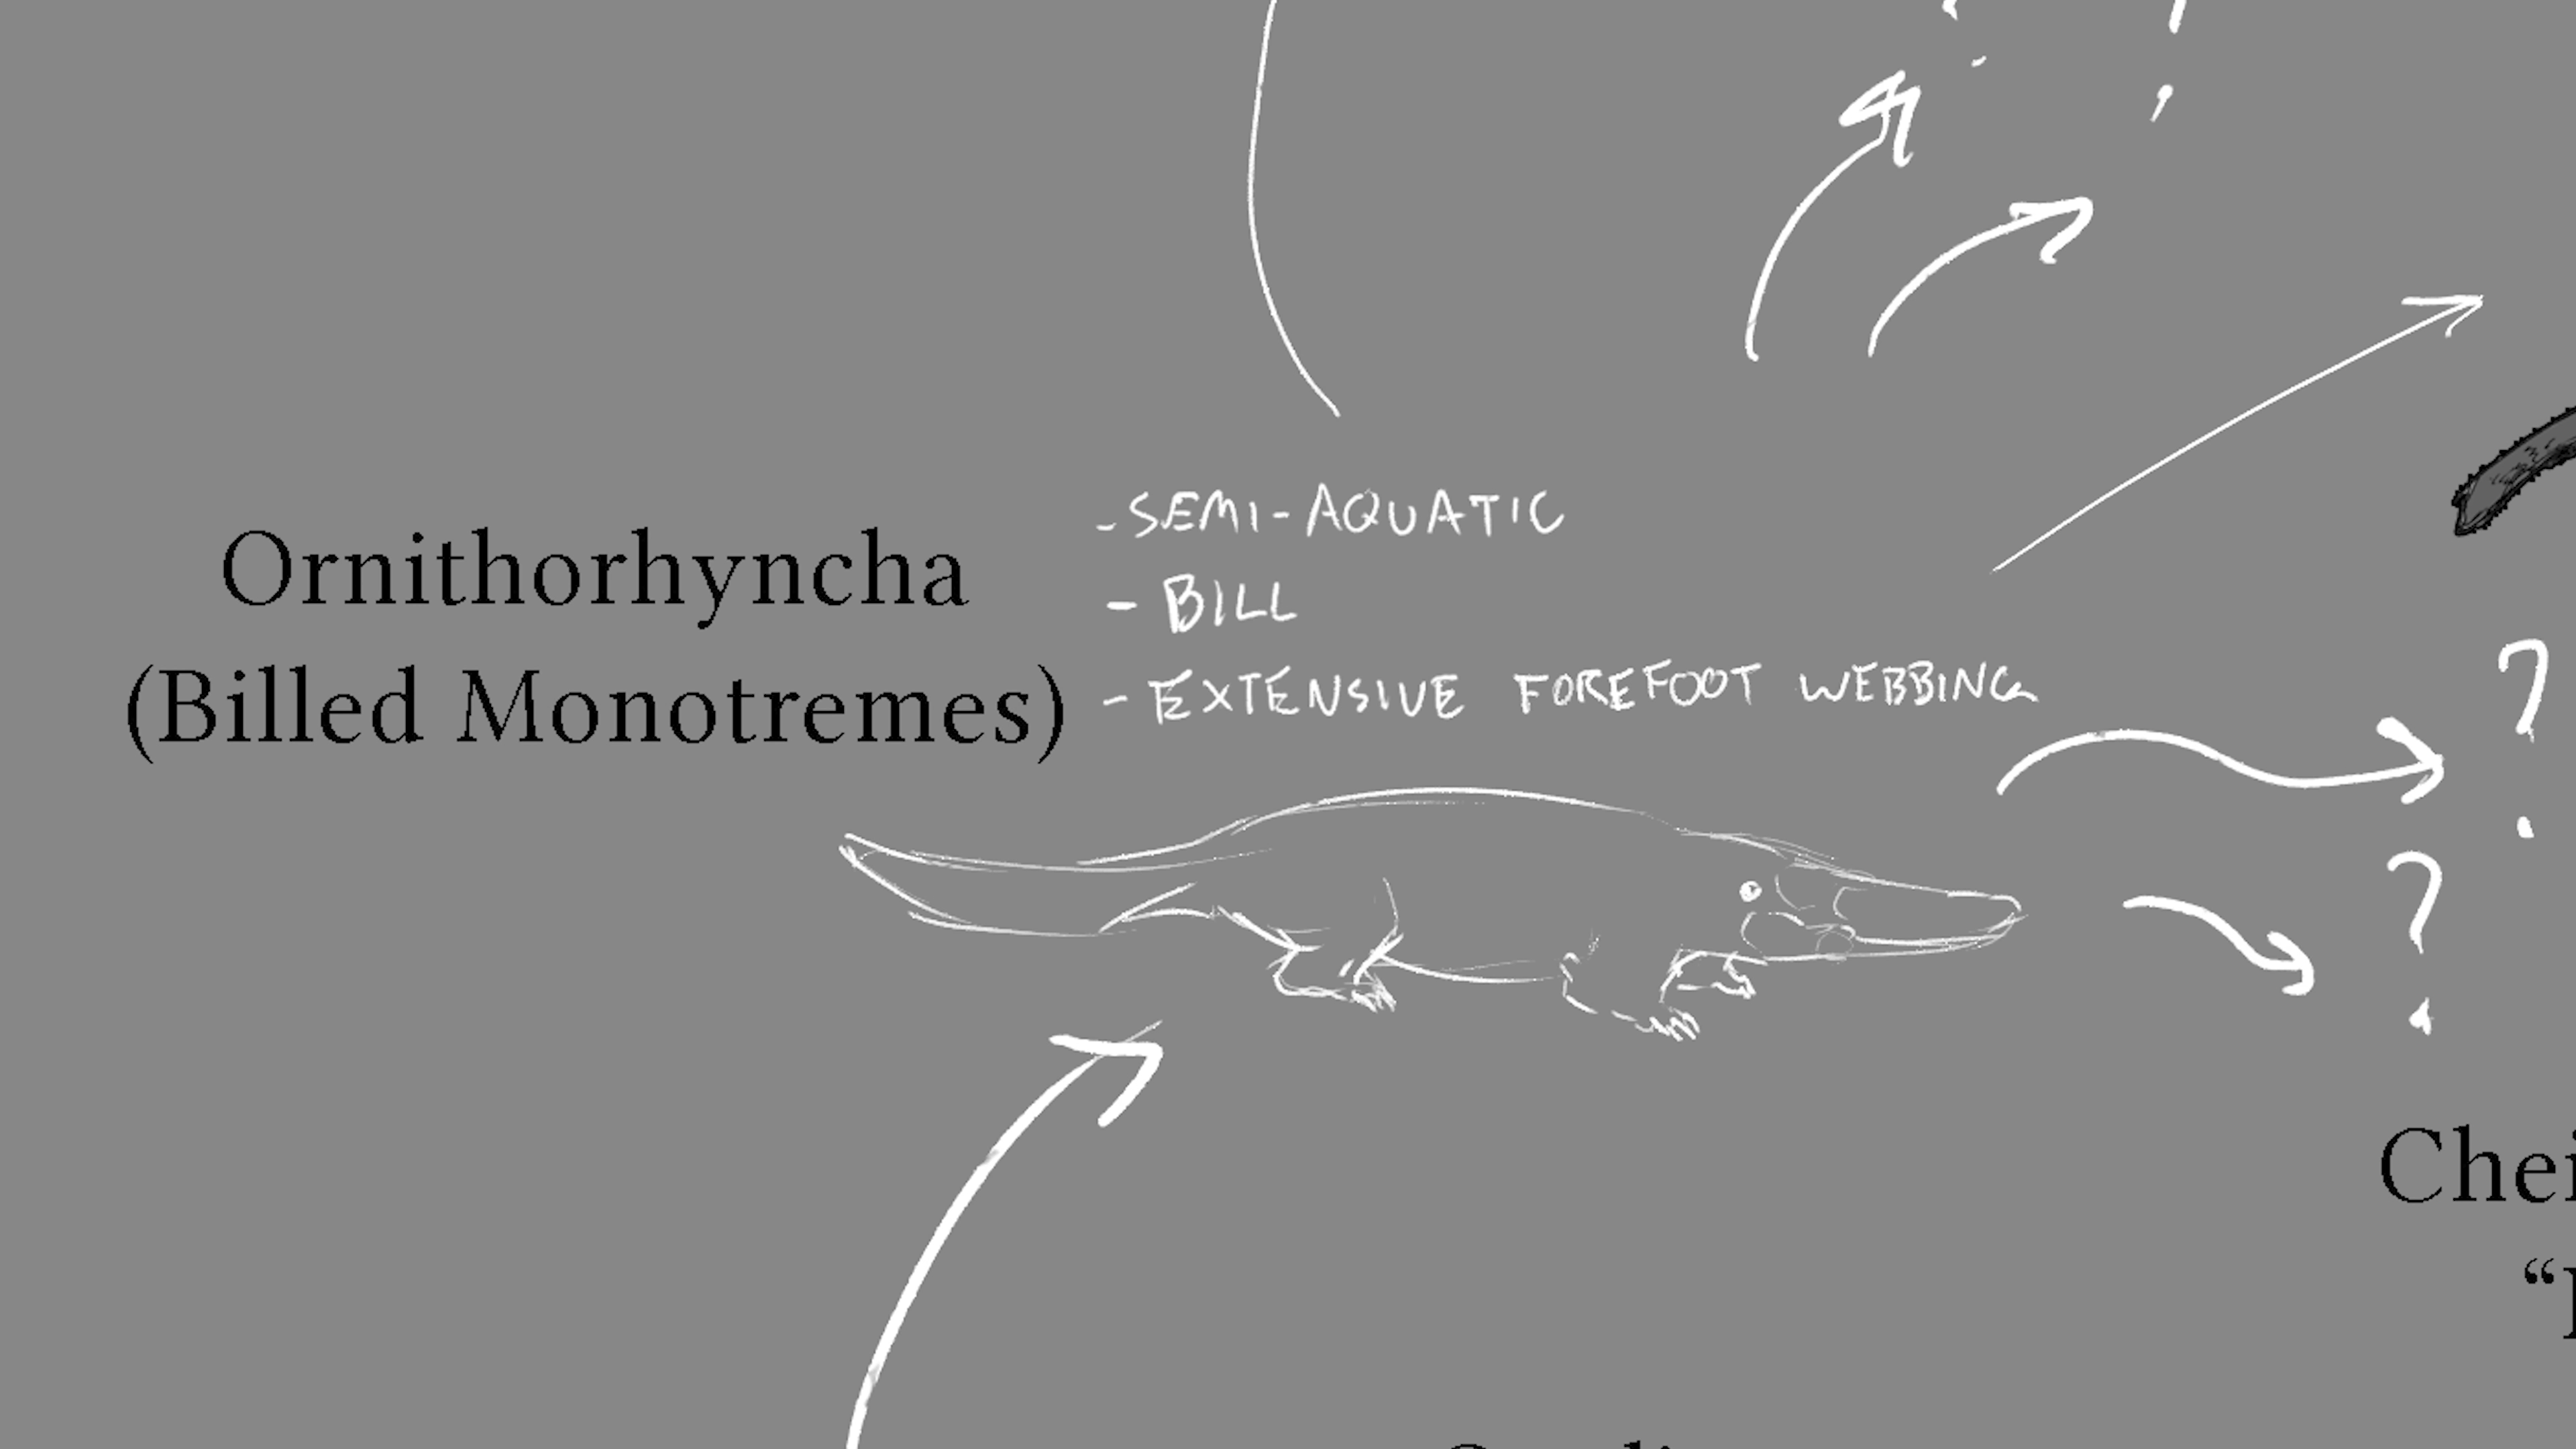 - SEMI-AQUATIC
Ornithorhyncha
- BILL
(Billed Monotremes)
- EXTENSIVE FOREFOOT WEBBING
?
?